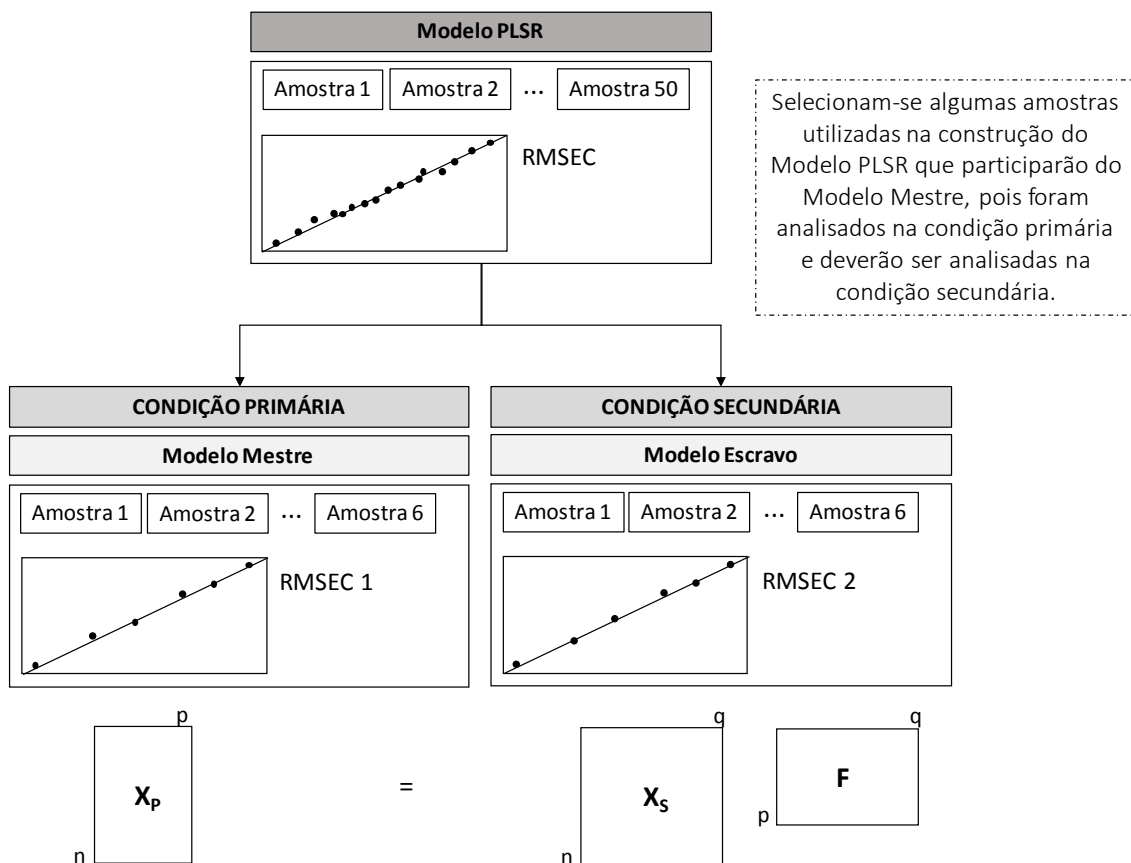 Modelo PLSR
Amostra 1 Amostra 2 ... Amostra 50
RMSEC
Selecionam-se algumas amostras
utilizadas na construção do
Modelo PLSR que participarão do
Modelo Mestre, pois foram
analisados na condição primária
e deverão ser analisadas na
condição secundária.
CONDIÇÃO PRIMÁRIA
Modelo Mestre
Amostra 1 Amostra 2 ... Amostra 6
RMSEC 1
CONDIÇÃO SECUNDÁRIA
Modelo Escravo
Amostra 1 Amostra 2 ... Amostra 6
RMSEC 2
p
X_P
n
=
q
X_S
n
q
F
p